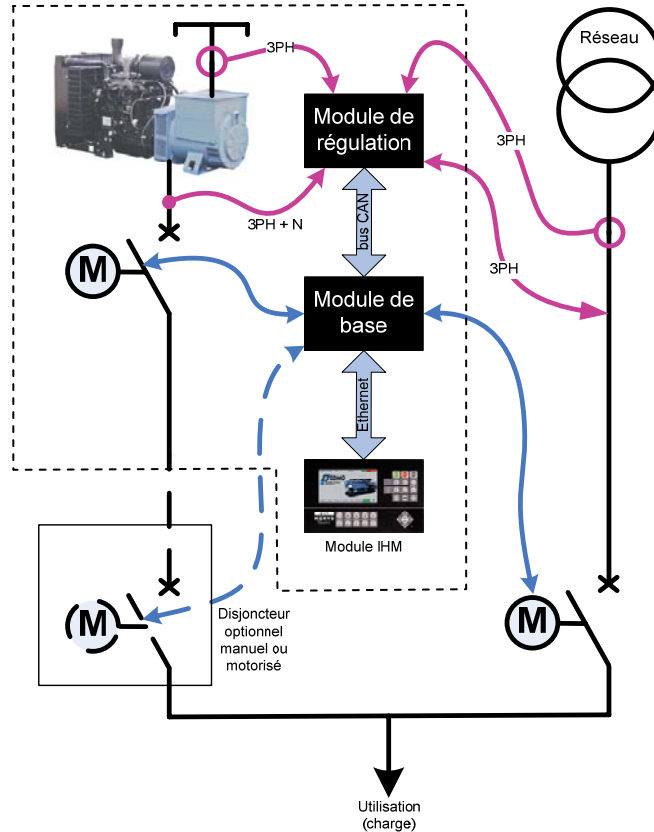 3PH
Réseau
Module de
régulation
3PH
3PH + N
bus CAN
3PH
M
Module de
base
Ethernet
Module IHM
M
Disjoncteur
optionnel
manuel ou
motorisé
M
Utilisation
(charge)